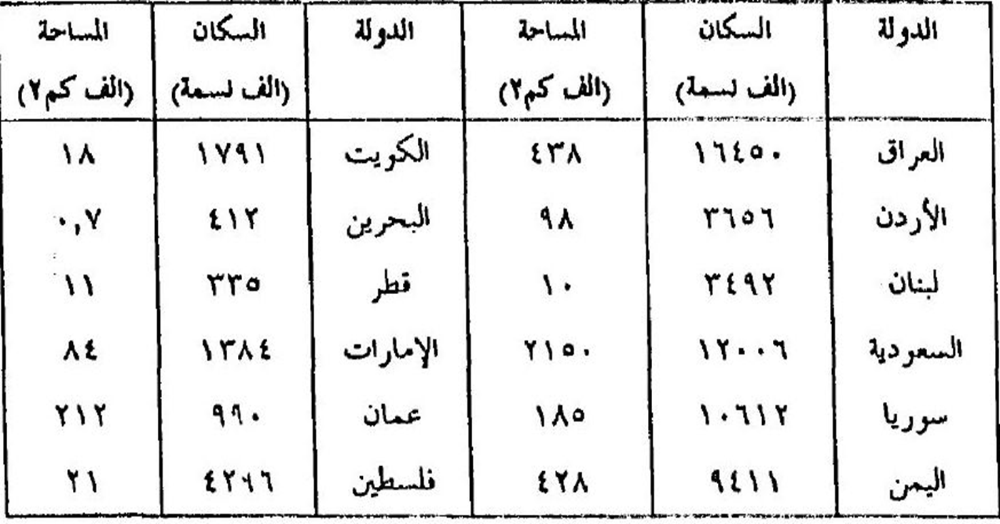 الدولة السكان المساحة الدولة السكان المساحة
(الف نسمة) (الف كم٢) (الف نسمة) (الف كم٢)
العراق ١٦٤٥٠ ٤٣٨ الكويت ١٧٩١ ١٨
الأردن ٣٦٥٦ ٩٨ البحرين ٤١٢ ٠,٧
لبنان ٣٤٩٢ ١٠ قطر ٣٣٥ ١١
السعودية ١٢٠٠٦ ٢١٥٠ الإمارات ١٣٨٤ ٨٤
سوريا ١٠٦١٢ ١٨٥ عمان ٩٦٠ ٢١٢
اليمن ٩٤١١ ٤٢٨ فلسطين ٢١